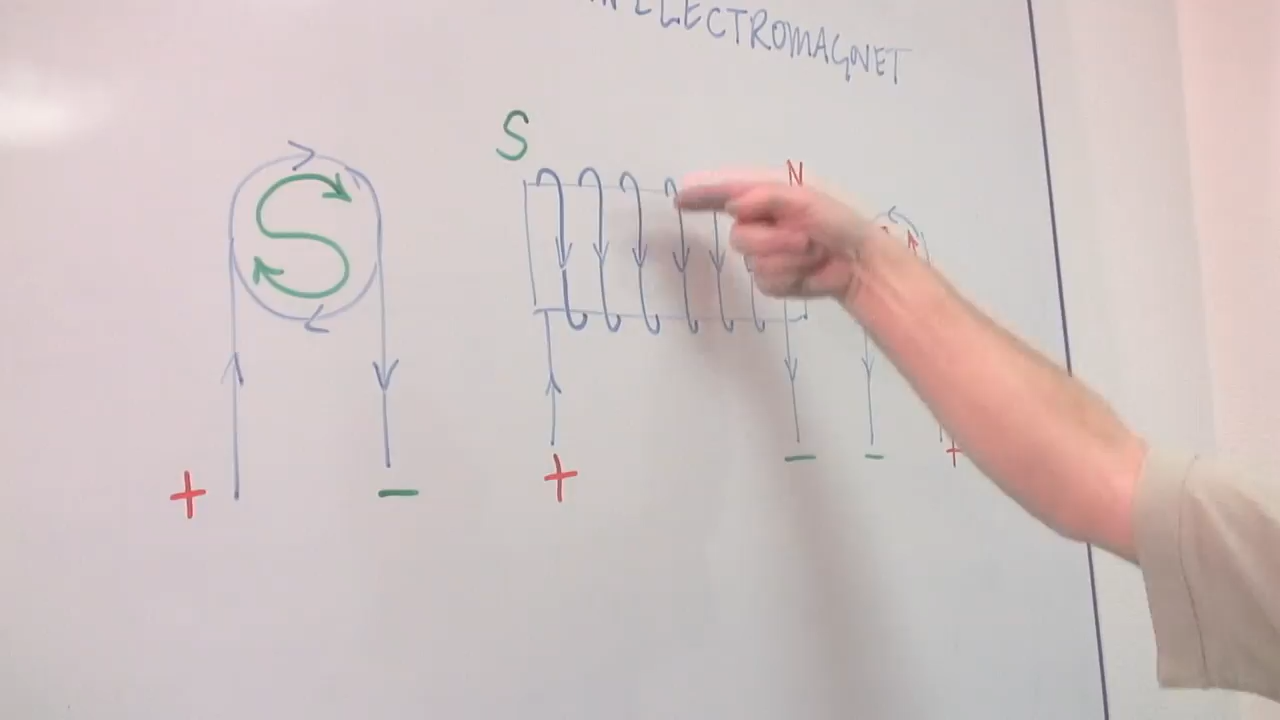 ELECTROMAGNET
S N
S
+ - + - - +